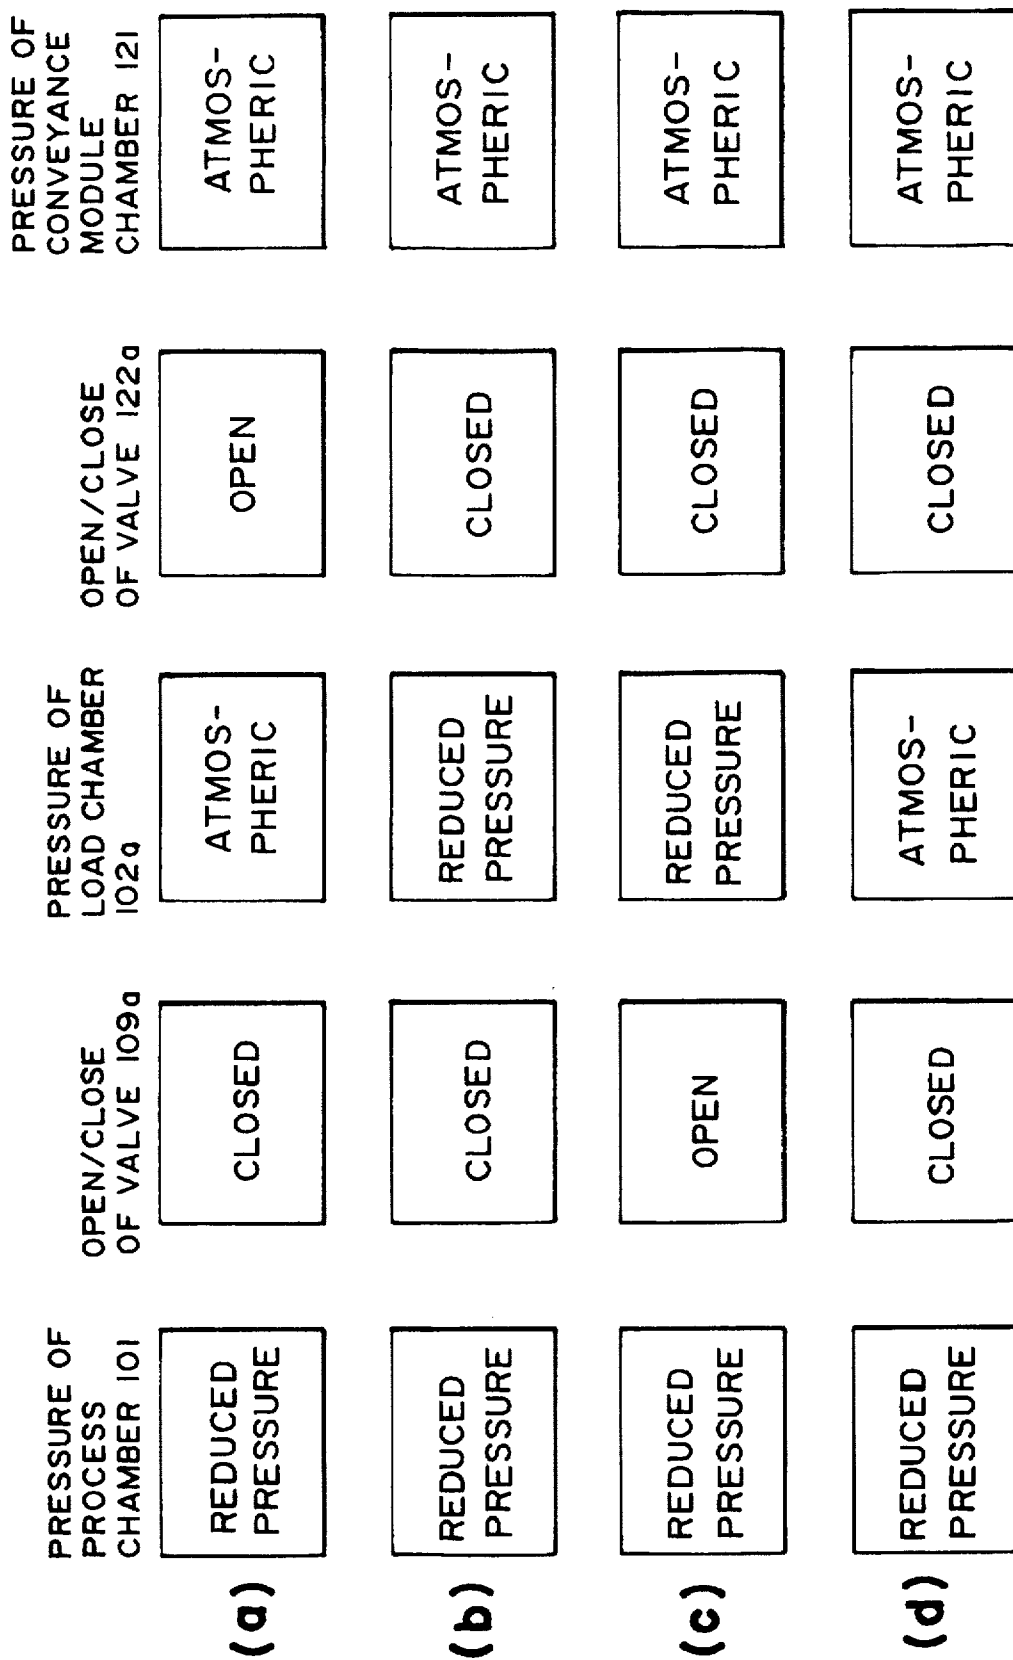 PRESSURE OF
PROCESS
CHAMBER 101
OPEN/CLOSE
OF VALVE 109a
PRESSURE OF
LOAD CHAMBER
102a
OPEN/CLOSE
OF VALVE 122a
PRESSURE OF
CONVEYANCE
MODULE
CHAMBER 121
(a)
REDUCED
PRESSURE
CLOSED
ATMOS-
PHERIC
OPEN
ATMOS-
PHERIC
(b)
REDUCED
PRESSURE
CLOSED
REDUCED
PRESSURE
CLOSED
ATMOS-
PHERIC
(c)
REDUCED
PRESSURE
OPEN
REDUCED
PRESSURE
CLOSED
ATMOS-
PHERIC
(d)
REDUCED
PRESSURE
CLOSED
ATMOS-
PHERIC
CLOSED
ATMOS-
PHERIC